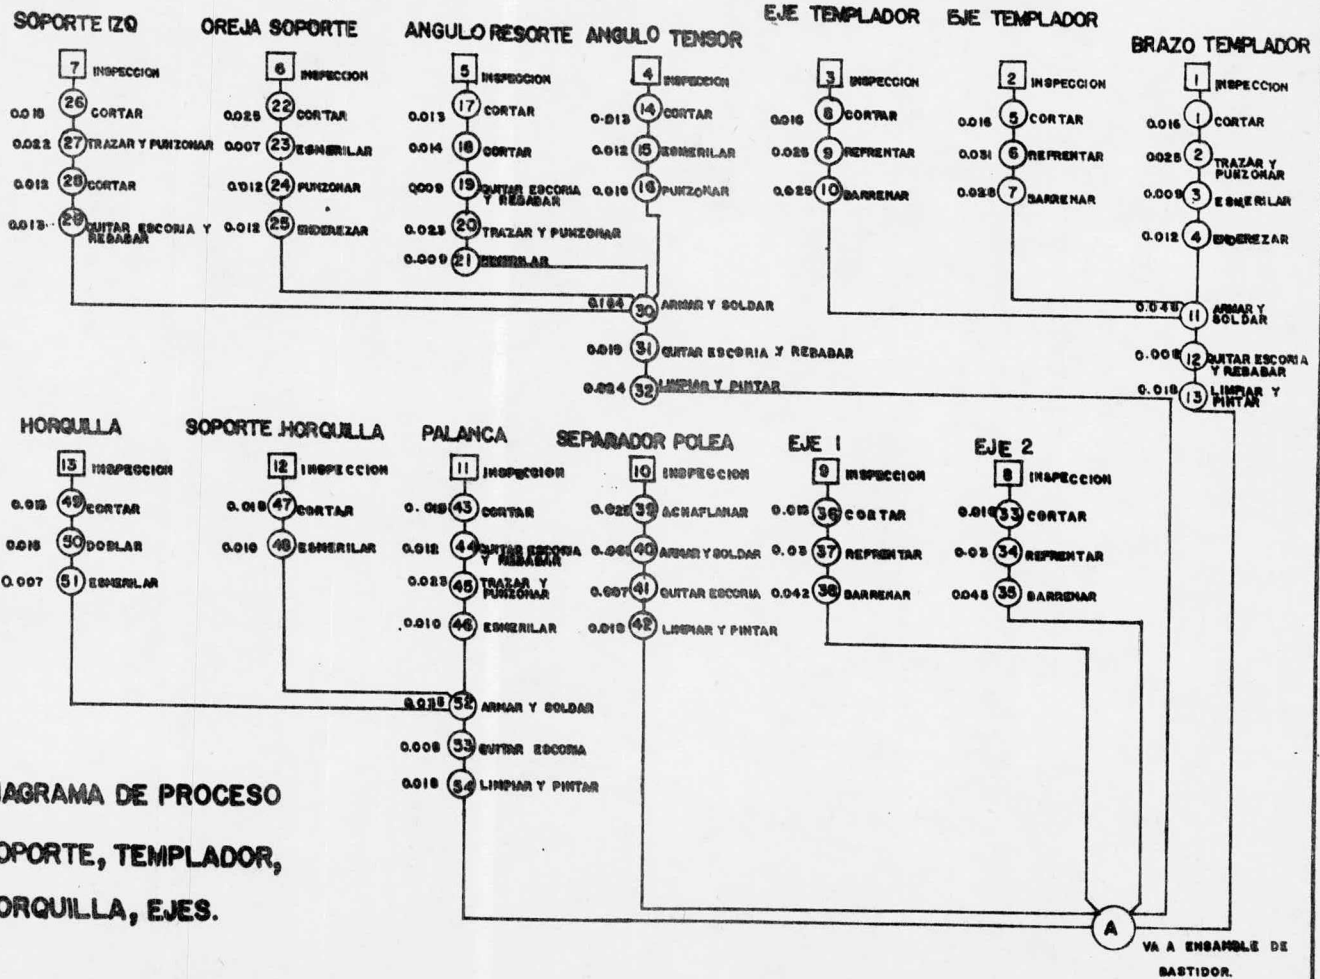 SOPORTE IZQ
7 INSPECCION
26 CORTAR
0.022 27 TRAZAR Y PUNZONAR
0.012 28 CORTAR
0.013 29 QUITAR ESCORIA Y
REBABAR
OREJA SOPORTE
6 INSPECCION
0.025 22 CORTAR
0.007 23 ESMERILAR
0.012 24 PUNZONAR
0.012 25 ENDEREZAR
ANGULO RESORTE
5 INSPECCION
0.013 17 CORTAR
0.014 18 CORTAR
0.009 19 QUITAR ESCORIA
Y REBABAR
0.023 20 TRAZAR Y PUNZONAR
0.009 21 ESMERILAR
ANGULO TENSOR
4 INSPECCION
0.013 14 CORTAR
0.012 15 ESMERILAR
16 PUNZONAR
30 ARMAR Y SOLDAR
0.019 31 QUITAR ESCORIA Y REBABAR
0.024 32 LIMPIAR Y PINTAR
EJE TEMPLADOR
3 INSPECCION
0.016 8 CORTAR
0.025 9 REFRENTAR
0.025 10 BARRENAR
EJE TEMPLADOR
2 INSPECCION
0.016 5 CORTAR
0.031 6 REFRENTAR
0.028 7 BARRENAR
BRAZO TEMPLADOR
1 INSPECCION
0.016 1 CORTAR
0.025 2 TRAZAR Y
PUNZONAR
0.009 3 ESMERILAR
0.012 4 ENDEREZAR
11 ARMAR Y
SOLDAR
12 QUITAR ESCORIA
Y REBABAR
0.018 13 LIMPIAR Y
PINTAR
HORQUILLA
13 INSPECCION
0.013 49 CORTAR
50 DOBLAR
0.007 51 ESMERILAR
SOPORTE HORQUILLA
12 INSPECCION
47 CORTAR
0.010 48 ESMERILAR
PALANCA
11 INSPECCION
43 CORTAR
0.012 44 QUITAR ESCORIA
Y REBABAR
0.023 45 TRAZAR Y
PUNZONAR
0.010 46 ESMERILAR
52 ARMAR Y SOLDAR
0.008 53 QUITAR ESCORIA
0.018 54 LIMPIAR Y PINTAR
SEPARADOR POLEA
10 INSPECCION
39 ACHAFLANAR
40 ARMAR Y SOLDAR
0.007 41 QUITAR ESCORIA
0.018 42 LIMPIAR Y PINTAR
EJE 1
9 INSPECCION
0.013 36 CORTAR
0.03 37 REFRENTAR
0.042 38 BARRENAR
EJE 2
8 INSPECCION
33 CORTAR
0.03 34 REFRENTAR
0.045 35 BARRENAR
A
VA A ENSAMBLE DE
BASTIDOR.
IAGRAMA DE PROCESO
OPORTE, TEMPLADOR,
ORQUILLA, EJES.